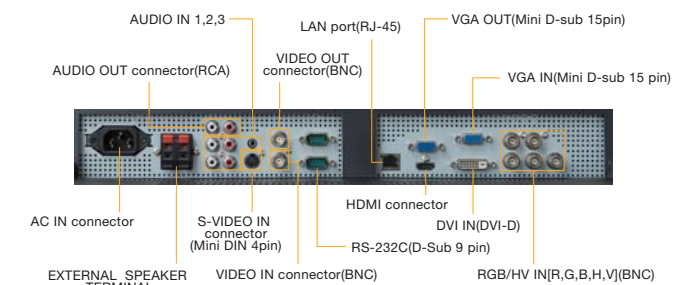 AUDIO IN 1,2,3
VGA OUT(Mini D-sub 15pin)
LAN port(RJ-45)
VIDEO OUT
connector(BNC)
AUDIO OUT connector(RCA)
VGA IN(Mini D-sub 15 pin)
AC IN connector
S-VIDEO IN
connector
(Mini DIN 4pin)
HDMI connector
DVI IN(DVI-D)
RS-232C(D-Sub 9 pin)
EXTERNAL SPEAKER
TERMINAL
VIDEO IN connector(BNC)
RGB/HV IN[R,G,B,H,V](BNC)